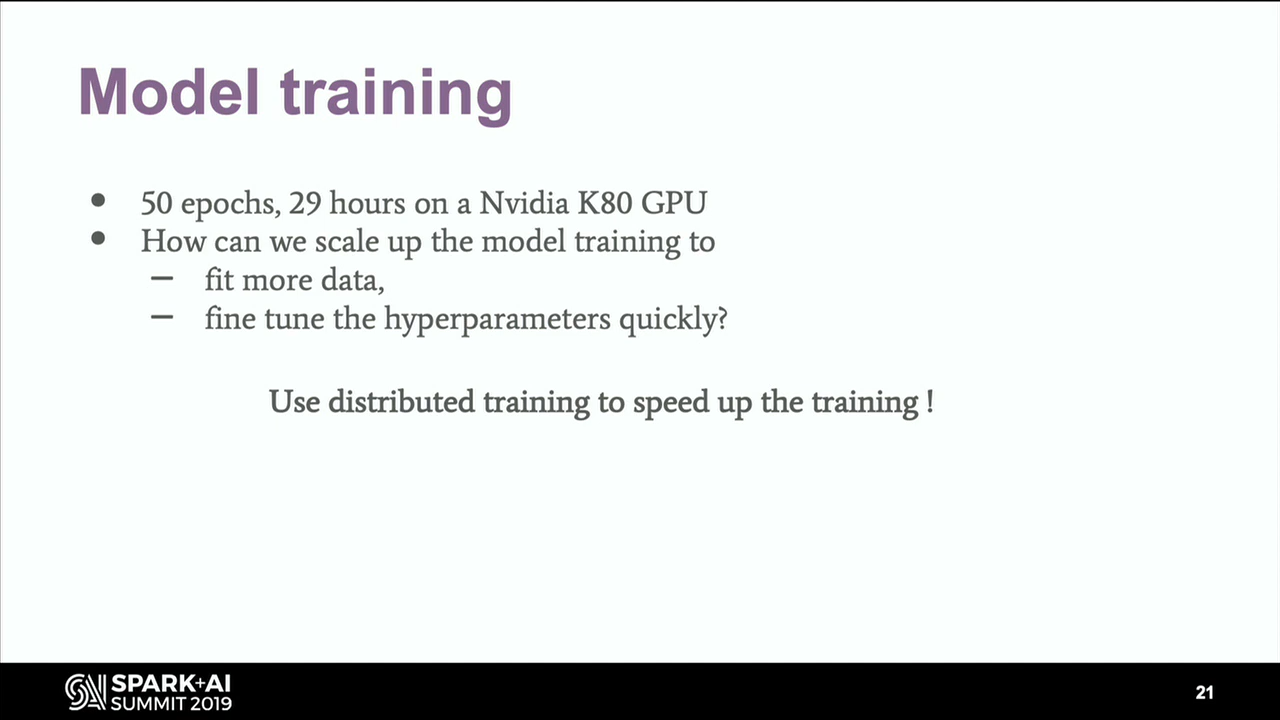 Model training
• 50 epochs, 29 hours on a Nvidia K80 GPU
• How can we scale up the model training to
– fit more data,
– fine tune the hyperparameters quickly?
Use distributed training to speed up the training !
SPARK+AI
SUMMIT 2019
21